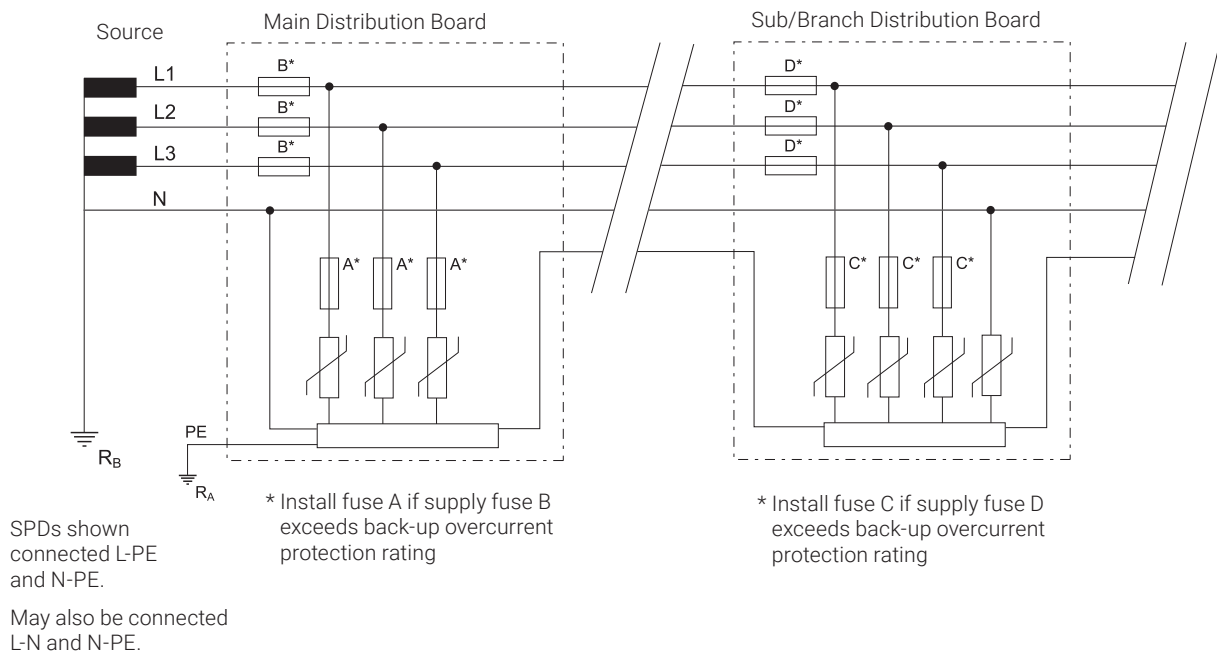 Source
Main Distribution Board
Sub/Branch Distribution Board
L1
B*
D*
L2
B*
D*
L3
B*
D*
N
A*
A*
A*
C*
C*
C*
PE
R_B
R_A
* Install fuse A if supply fuse B
exceeds back-up overcurrent
protection rating
* Install fuse C if supply fuse D
exceeds back-up overcurrent
protection rating
SPDs shown
connected L-PE
and N-PE.
May also be connected
L-N and N-PE.